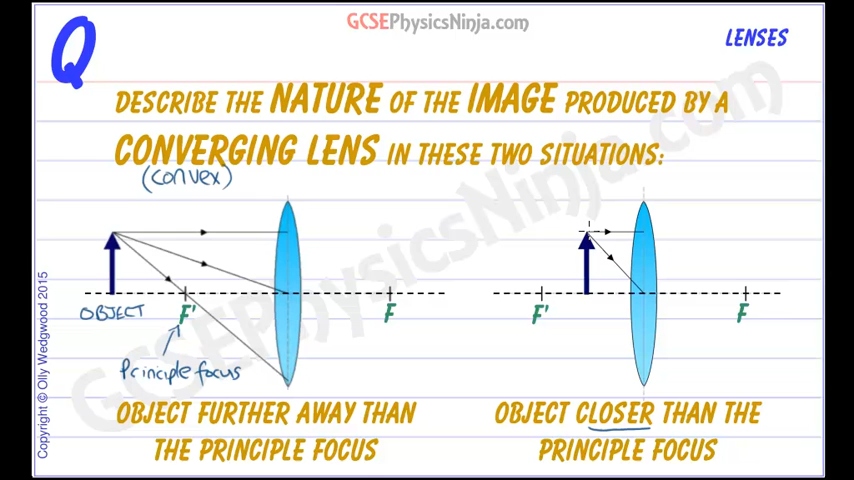 GCSEPhysicsNinja.com
Q
LENSES
DESCRIBE THE NATURE OF THE IMAGE PRODUCED BY A
CONVERGING LENS IN THESE TWO SITUATIONS:
(convex)
OBJECT
F'
F
F'
F
Principle focus
OBJECT FURTHER AWAY THAN
THE PRINCIPLE FOCUS
OBJECT CLOSER THAN THE
PRINCIPLE FOCUS
Copyright © Olly Wedgwood 2015
GCSEPhysicsNinja.com